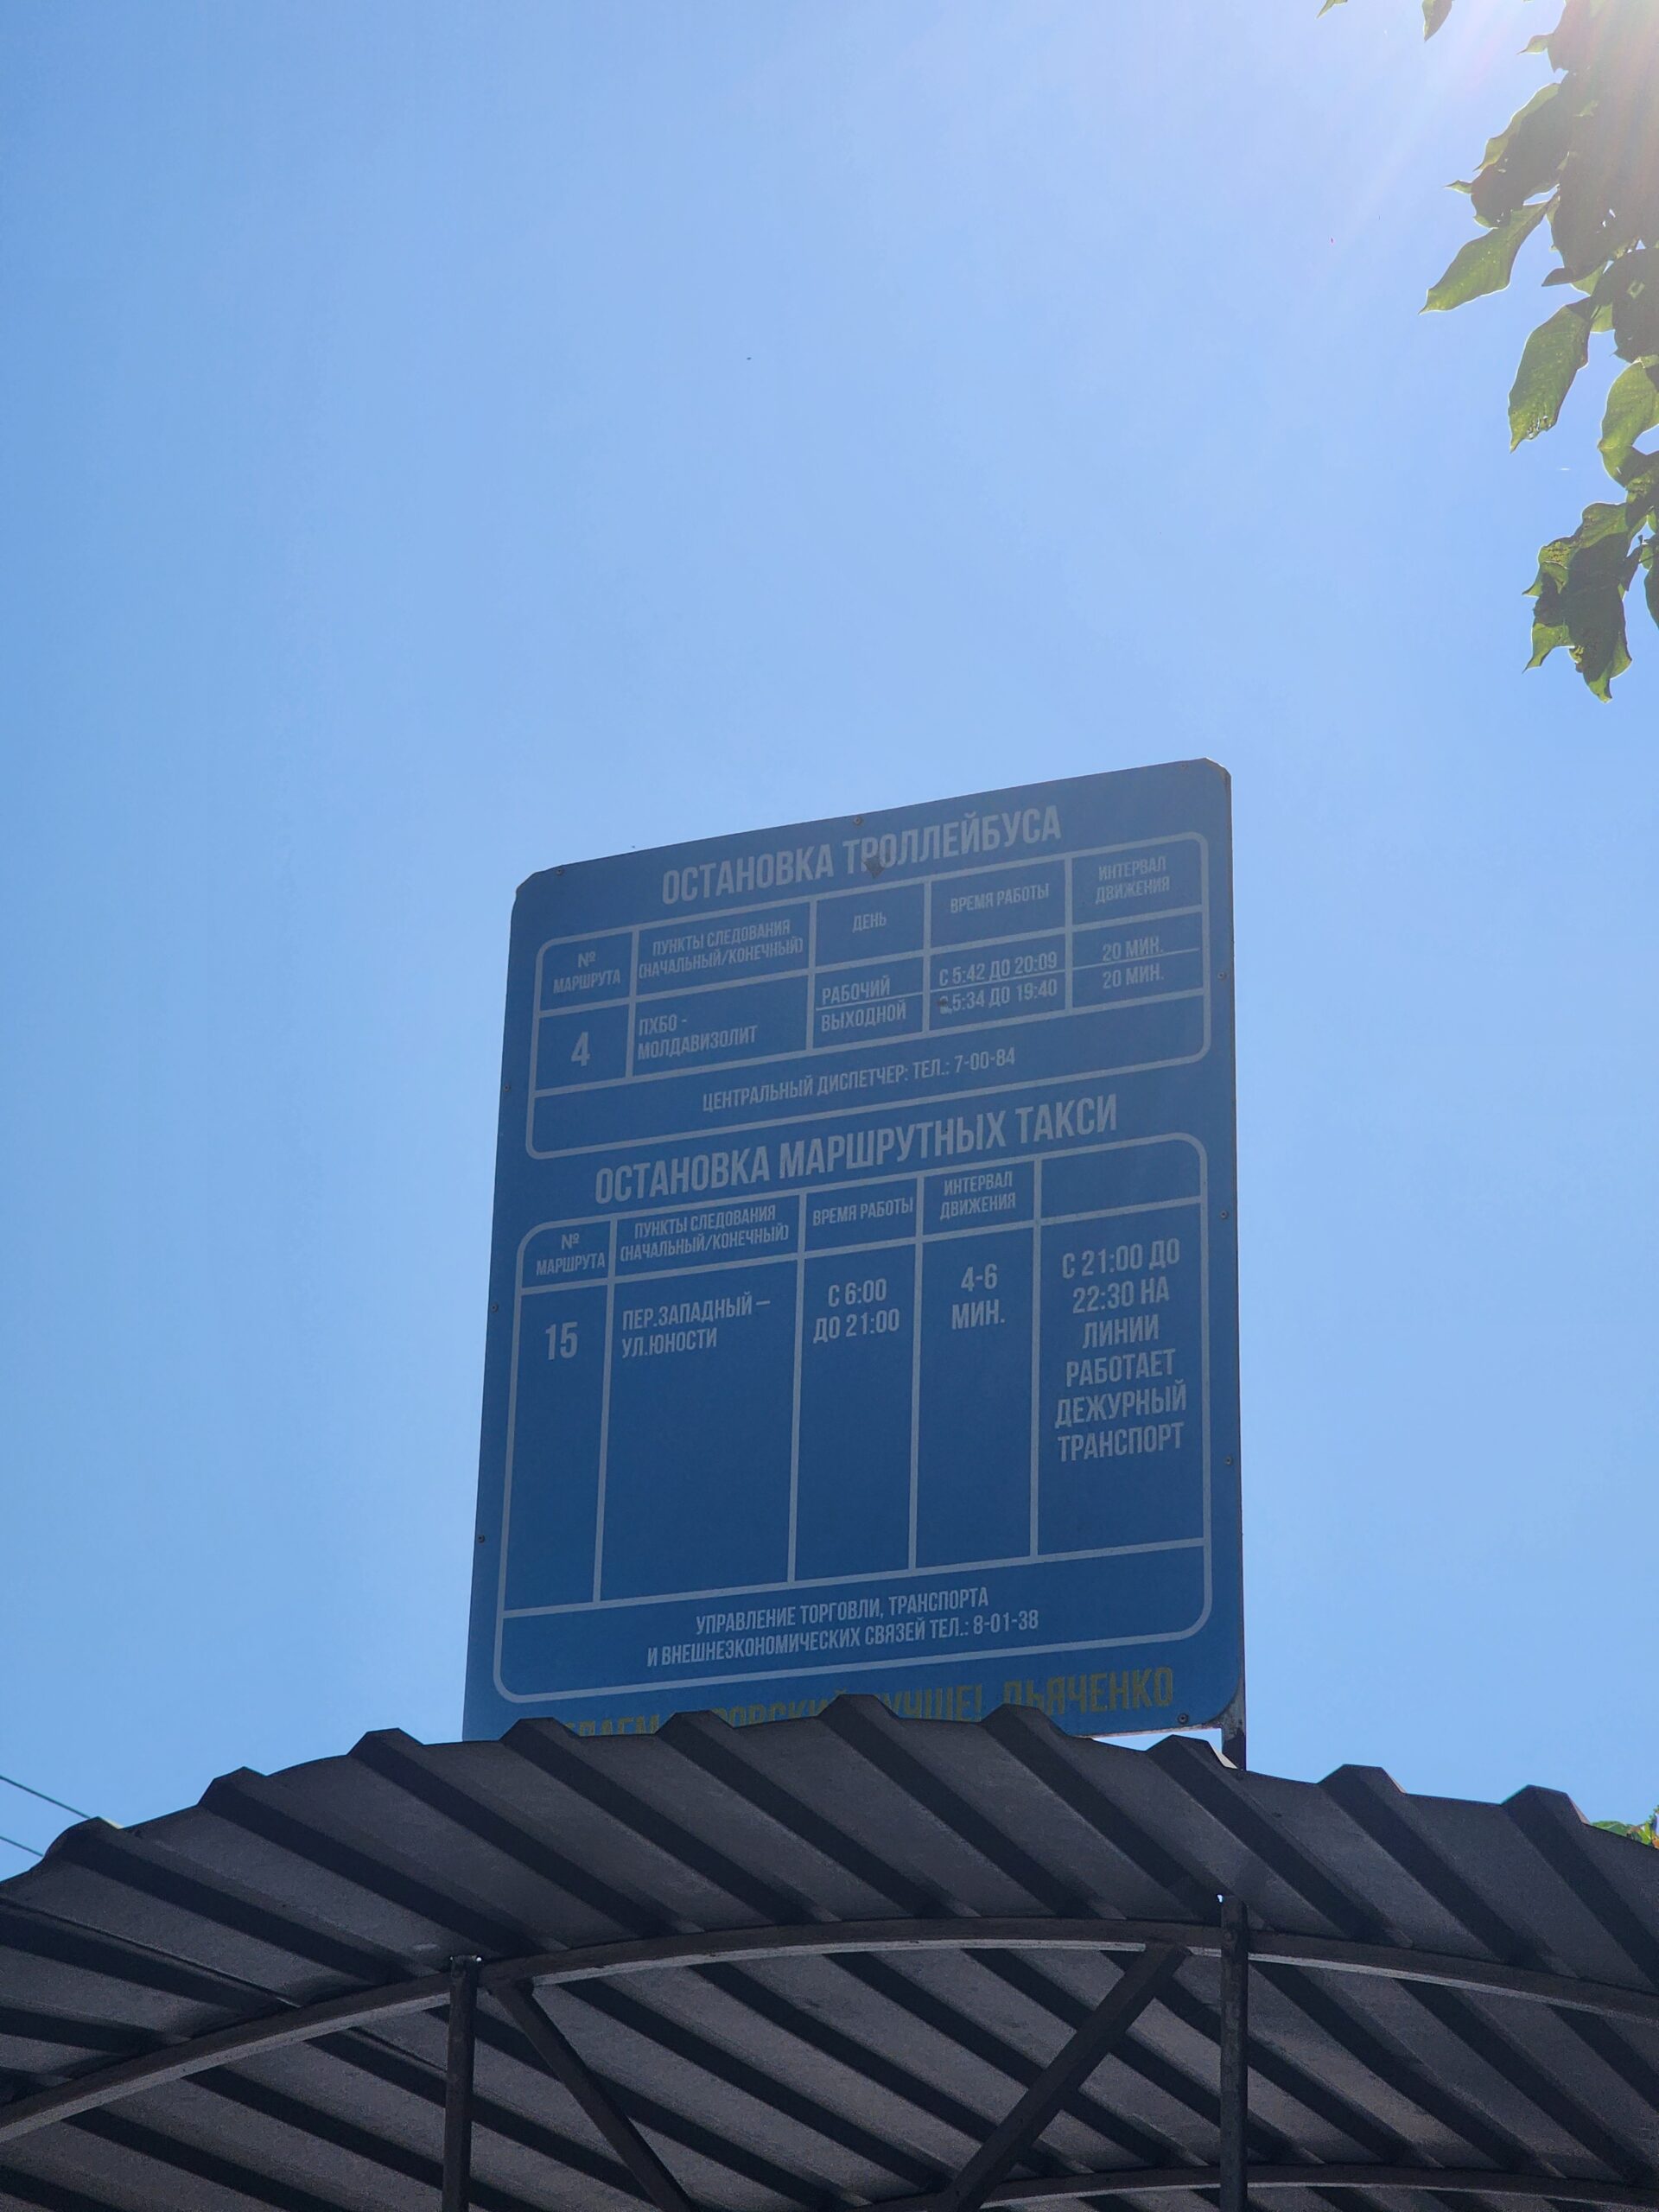 ОСТАНОВКА ТРОЛЛЕЙБУСА
№ МАРШРУТА
ПУНКТЫ СЛЕДОВАНИЯ
(НАЧАЛЬНЫЙ/КОНЕЧНЫЙ)
ДЕНЬ
ВРЕМЯ РАБОТЫ
ИНТЕРВАЛ
ДВИЖЕНИЯ
4
ПХБО -
МОЛДАВИЗОЛИТ
РАБОЧИЙ
С 5:42 ДО 20:09
20 МИН.
ВЫХОДНОЙ
5:34 ДО 19:40
20 МИН.
ЦЕНТРАЛЬНЫЙ ДИСПЕТЧЕР: ТЕЛ.: 7-00-84
ОСТАНОВКА МАРШРУТНЫХ ТАКСИ
№
МАРШРУТА
ПУНКТЫ СЛЕДОВАНИЯ
(НАЧАЛЬНЫЙ/КОНЕЧНЫЙ)
ВРЕМЯ РАБОТЫ
ИНТЕРВАЛ
ДВИЖЕНИЯ
15
ПЕР.ЗАПАДНЫЙ –
УЛ.ЮНОСТИ
С 6:00
ДО 21:00
4-6
МИН.
С 21:00 ДО
22:30 НА
ЛИНИИ
РАБОТАЕТ
ДЕЖУРНЫЙ
ТРАНСПОРТ
УПРАВЛЕНИЕ ТОРГОВЛИ, ТРАНСПОРТА
И ВНЕШНЕЭКОНОМИЧЕСКИХ СВЯЗЕЙ ТЕЛ.: 8-01-38
ДЬЯЧЕНКО